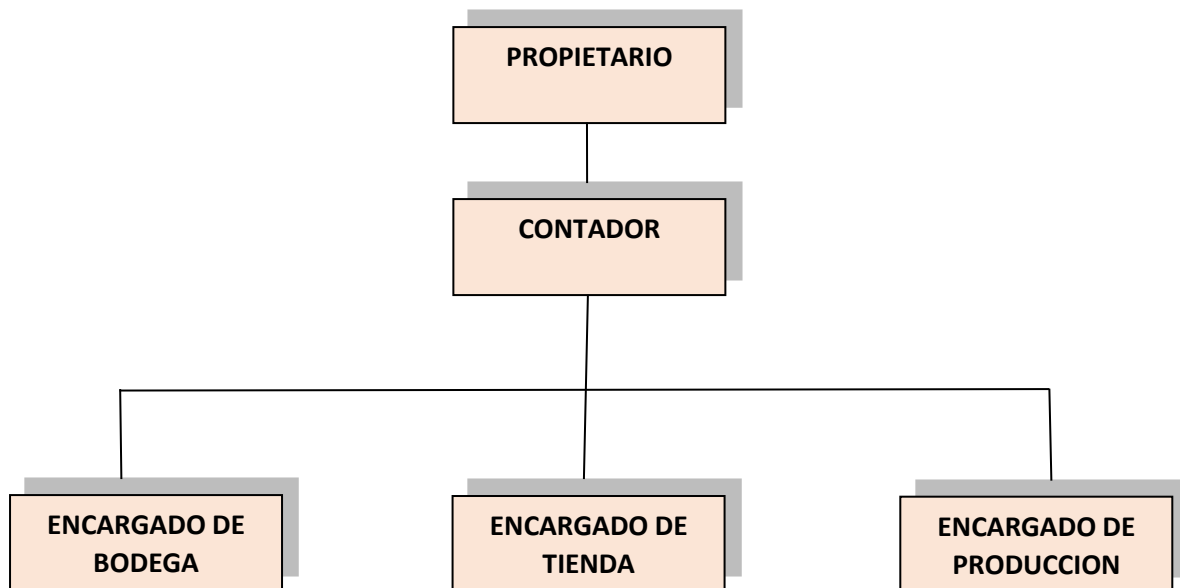 PROPIETARIO
CONTADOR
ENCARGADO DE
BODEGA
ENCARGADO DE
TIENDA
ENCARGADO DE
PRODUCCION